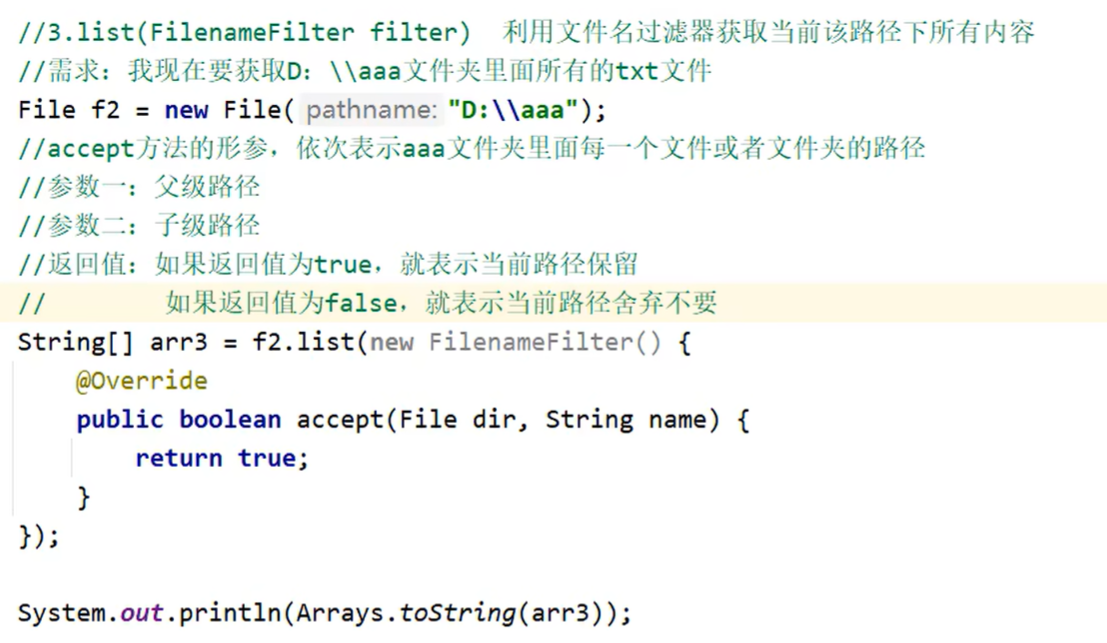 //3.list(FilenameFilter filter)  利用文件名过滤器获取当前该路径下所有内容
//需求：我现在要获取D：\\aaa文件夹里面所有的txt文件
File f2 = new File( pathname: "D:\\aaa");
//accept方法的形参，依次表示aaa文件夹里面每一个文件或者文件夹的路径
//参数一：父级路径
//参数二：子级路径
//返回值：如果返回值为true，就表示当前路径保留
//        如果返回值为false，就表示当前路径舍弃不要
String[] arr3 = f2.list(new FilenameFilter() {
    @Override
    public boolean accept(File dir, String name) {
        return true;
    }
});
System.out.println(Arrays.toString(arr3));